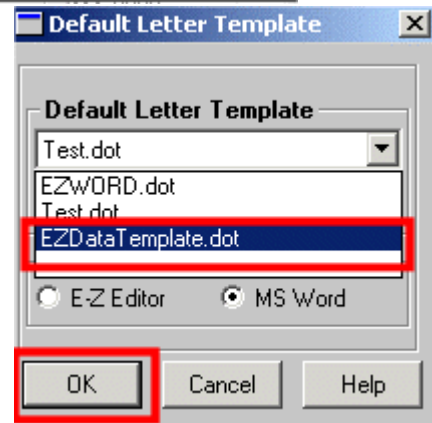 Default Letter Template
Default Letter Template
Test.dot
EZWORD.dot
Test.dot
EZDataTemplate.dot
E-Z Editor MS Word
OK Cancel Help